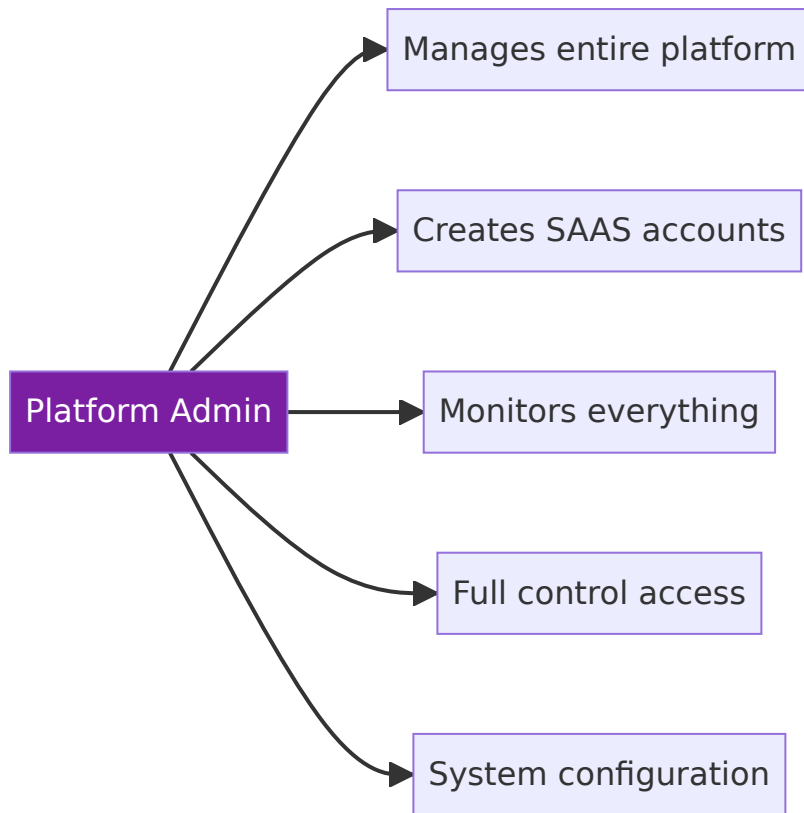 Manages entire platform
Creates SAAS accounts
Platform Admin
Monitors everything
Full control access
System configuration